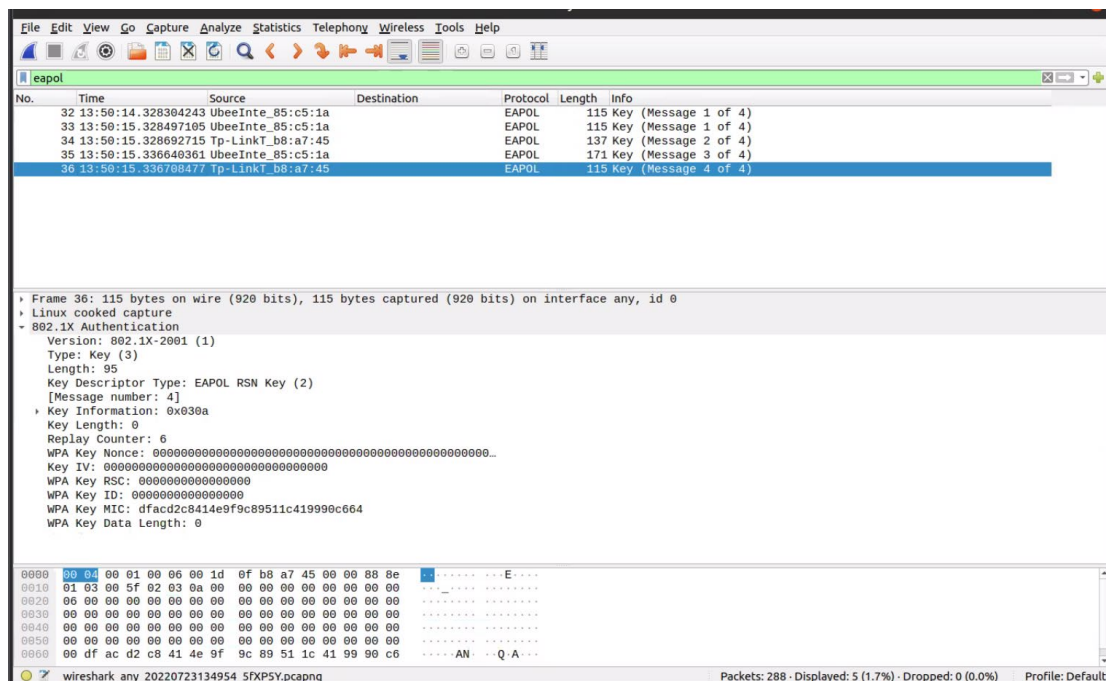 File Edit View Go Capture Analyze Statistics Telephony Wireless Tools Help
eapol
No. Time Source Destination Protocol Length Info
32 13:50:14.328304243 UbeeInte_85:c5:1a EAPOL 115 Key (Message 1 of 4)
33 13:50:15.328497105 UbeeInte_85:c5:1a EAPOL 115 Key (Message 1 of 4)
34 13:50:15.328692715 Tp-LinkT_b8:a7:45 EAPOL 137 Key (Message 2 of 4)
35 13:50:15.336640361 UbeeInte_85:c5:1a EAPOL 171 Key (Message 3 of 4)
36 13:50:15.336708477 Tp-LinkT_b8:a7:45 EAPOL 115 Key (Message 4 of 4)
Frame 36: 115 bytes on wire (920 bits), 115 bytes captured (920 bits) on interface any, id 0
Linux cooked capture
802.1X Authentication
Version: 802.1X-2001 (1)
Type: Key (3)
Length: 95
Key Descriptor Type: EAPOL RSN Key (2)
[Message number: 4]
Key Information: 0x030a
Key Length: 0
Replay Counter: 6
WPA Key Nonce: 0000000000000000000000000000000000000000000000000…
Key IV: 00000000000000000000000000000000
WPA Key RSC: 0000000000000000
WPA Key ID: 0000000000000000
WPA Key MIC: dfacd2c8414e9f9c89511c419990c664
WPA Key Data Length: 0
0000 00 04 00 01 00 06 00 1d 0f b8 a7 45 00 00 88 8e ········ ···E····
0010 01 03 00 5f 02 03 0a 00 00 00 00 00 00 00 00 00 ···_···· ········
0020 06 00 00 00 00 00 00 00 00 00 00 00 00 00 00 00 ········ ········
0030 00 00 00 00 00 00 00 00 00 00 00 00 00 00 00 00 ········ ········
0040 00 00 00 00 00 00 00 00 00 00 00 00 00 00 00 00 ········ ········
0050 00 00 00 00 00 00 00 00 00 00 00 00 00 00 00 00 ········ ········
0060 00 df ac d2 c8 41 4e 9f 9c 89 51 1c 41 99 90 c6 ·····AN· ··Q·A···
wireshark_any_20220723134954_5fXP5Y.pcapng Packets: 288 · Displayed: 5 (1.7%) · Dropped: 0 (0.0%) Profile: Default